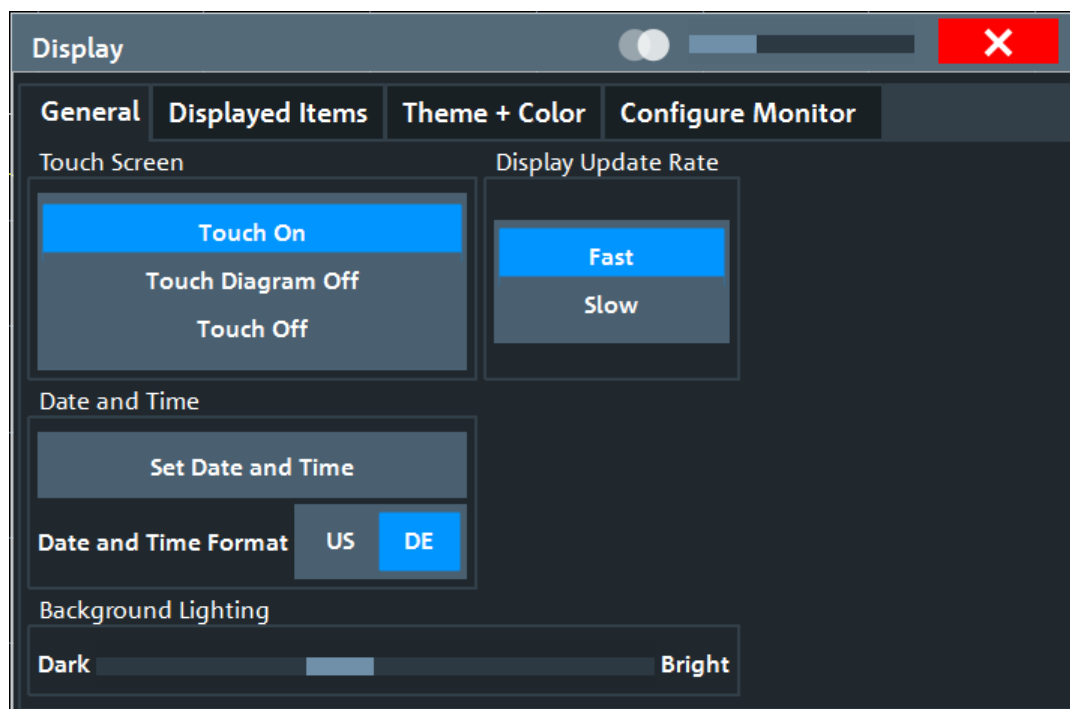 Display
General Displayed Items Theme + Color Configure Monitor
Touch Screen Display Update Rate
Touch On
Touch Diagram Off
Touch Off
Fast
Slow
Date and Time
Set Date and Time
Date and Time Format US DE
Background Lighting
Dark Bright